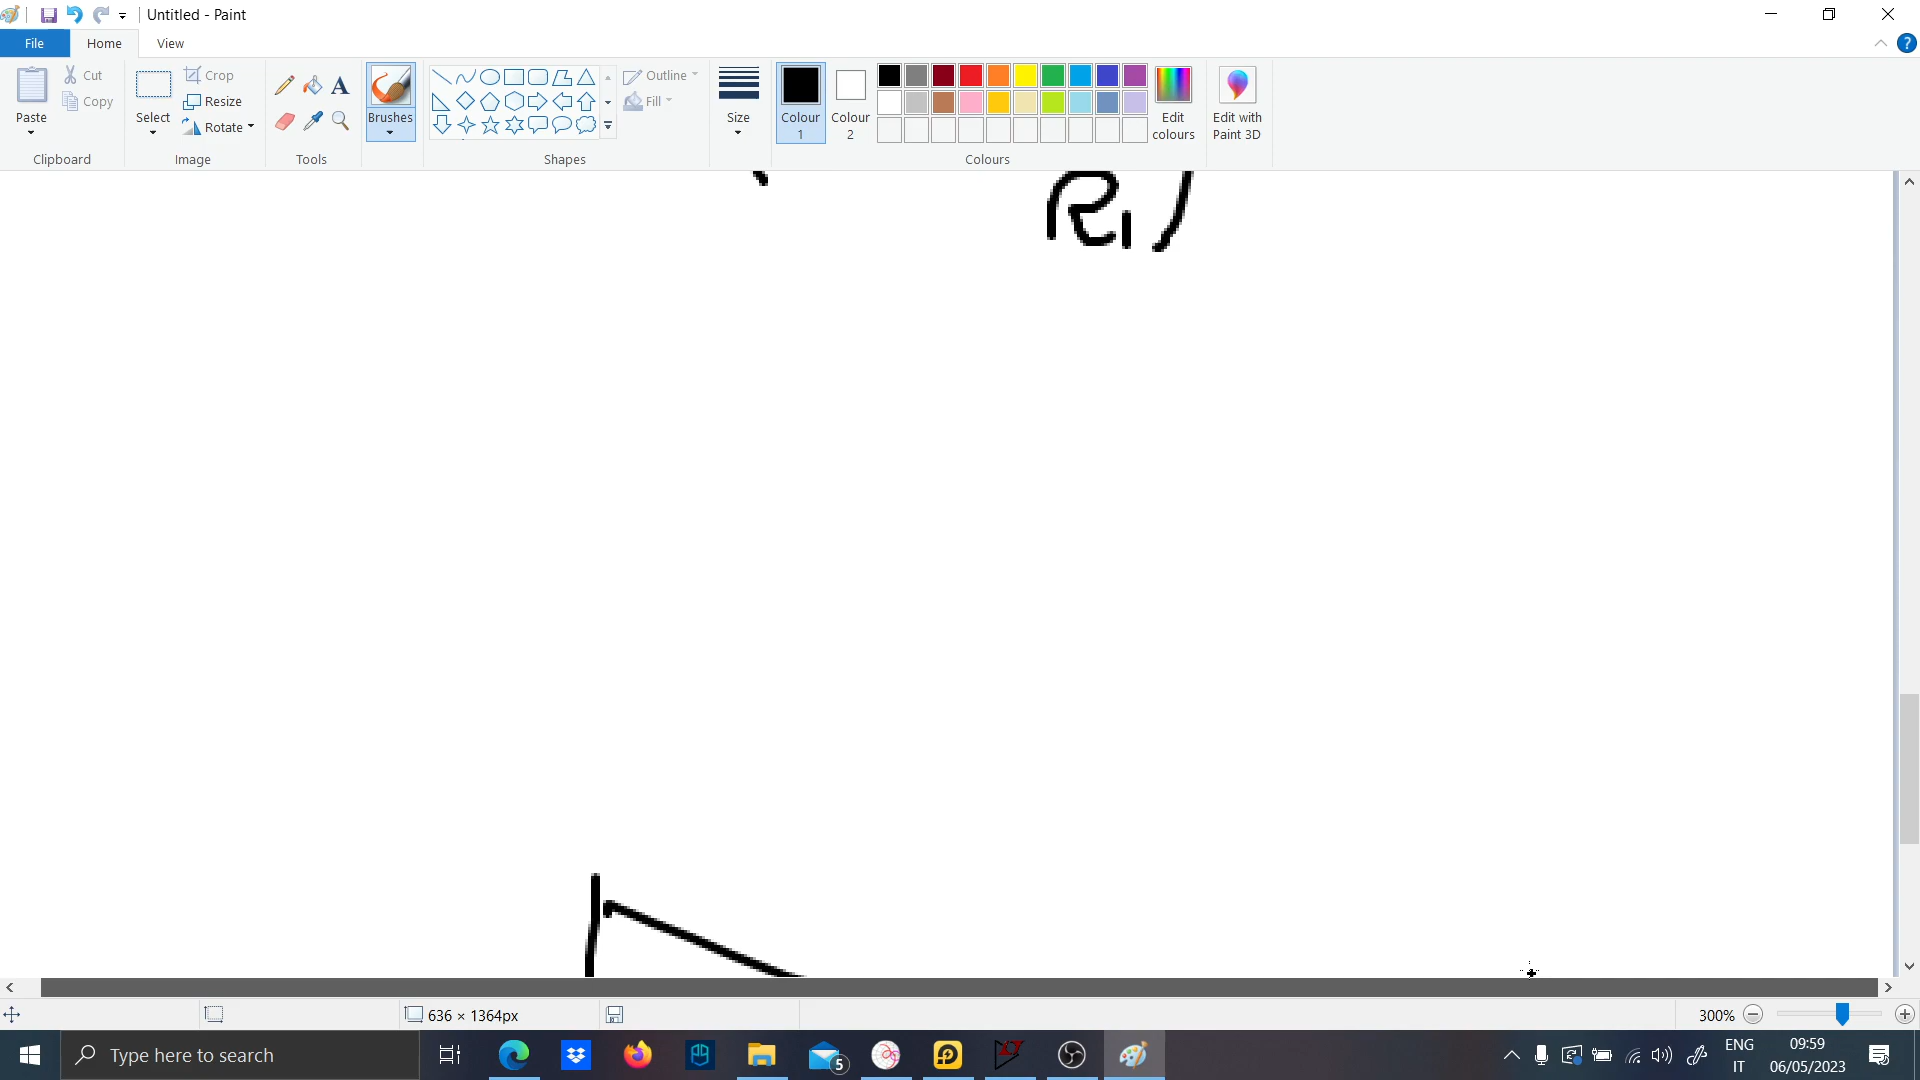 Untitled - Paint
File Home View
Paste Cut Copy Select Crop Resize Rotate Brushes Outline Fill Size Colour 1 Colour 2 Edit colours Edit with Paint 3D
Clipboard Image Tools Shapes Colours
R1)
636 × 1364px 300%
Type here to search 5 ENG IT 09:59 06/05/2023